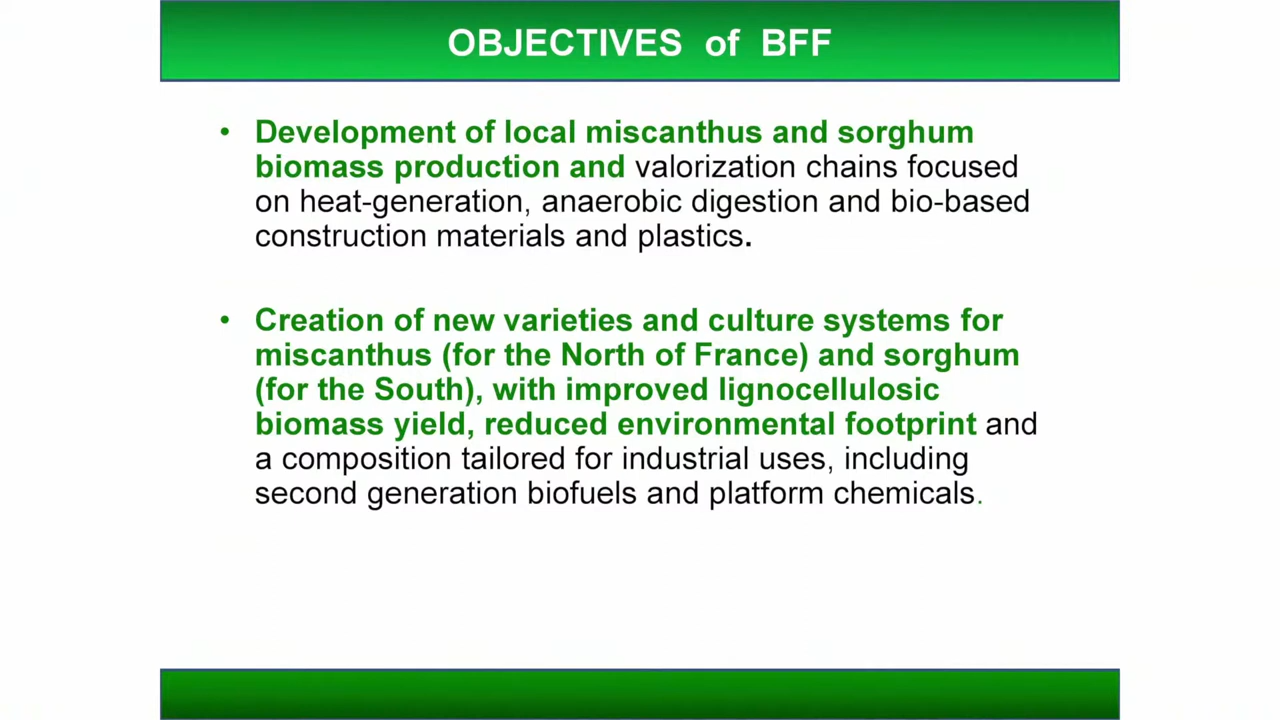 OBJECTIVES of BFF
• Development of local miscanthus and sorghum
biomass production and valorization chains focused
on heat-generation, anaerobic digestion and bio-based
construction materials and plastics.
• Creation of new varieties and culture systems for
miscanthus (for the North of France) and sorghum
(for the South), with improved lignocellulosic
biomass yield, reduced environmental footprint and
a composition tailored for industrial uses, including
second generation biofuels and platform chemicals.